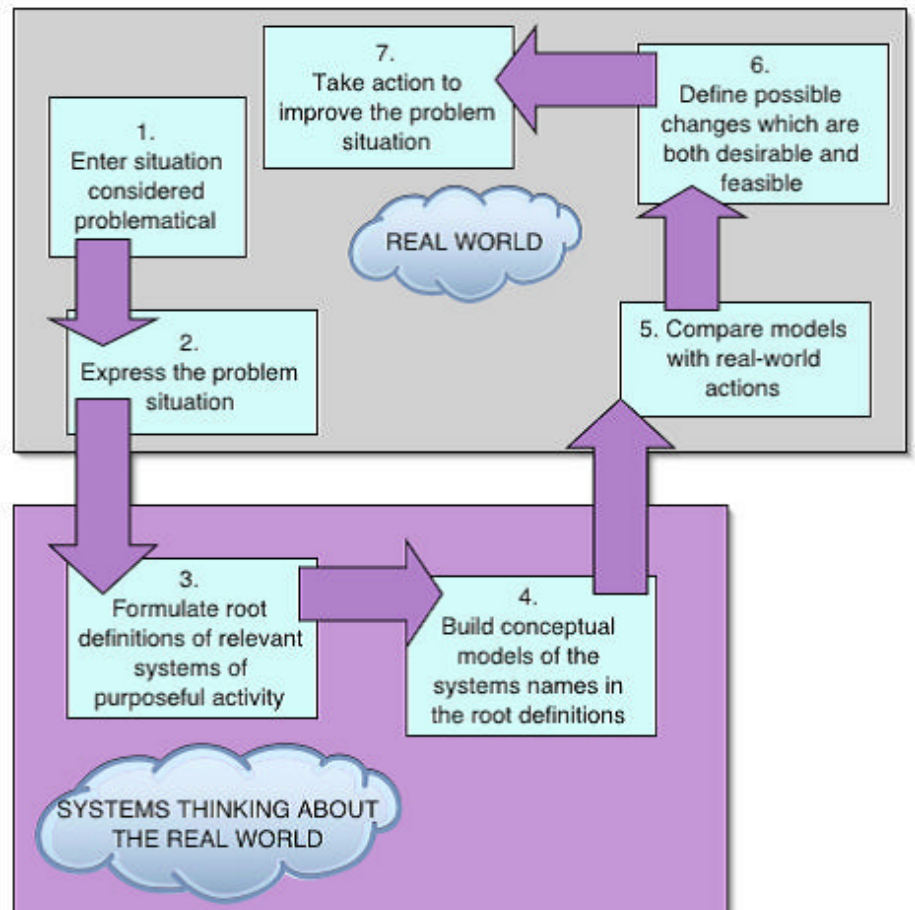 1.
Enter situation
considered
problematical
2.
Express the problem
situation
3.
Formulate root
definitions of relevant
systems of
purposeful activity
4.
Build conceptual
models of the
systems names in
the root definitions
5. Compare models
with real-world
actions
6.
Define possible
changes which are
both desirable and
feasible
7.
Take action to
improve the problem
situation
REAL WORLD
SYSTEMS THINKING ABOUT
THE REAL WORLD